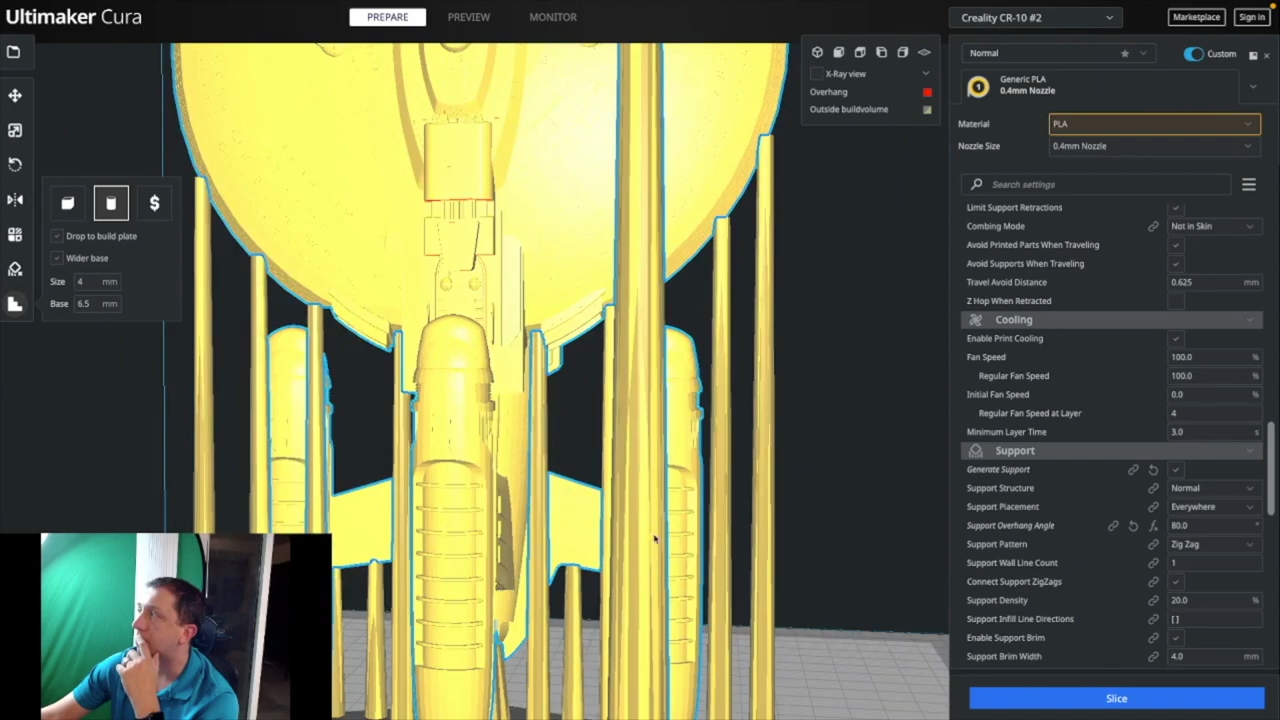 Ultimaker Cura
PREPARE
PREVIEW
MONITOR
Creality CR-10 #2
Marketplace
Sign in
Normal
Custom
X-Ray view
Overhang
Outside buildvolume
1
Generic PLA
0.4mm Nozzle
Material
PLA
Nozzle Size
0.4mm Nozzle
Search settings
Limit Support Retractions
Combing Mode
Not in Skin
Avoid Printed Parts When Traveling
Avoid Supports When Traveling
Travel Avoid Distance
0.625 mm
Z Hop When Retracted
Cooling
Enable Print Cooling
Fan Speed
100.0 %
Regular Fan Speed
100.0 %
Initial Fan Speed
0.0 %
Regular Fan Speed at Layer
4
Minimum Layer Time
3.0 s
Support
Generate Support
Support Structure
Normal
Support Placement
Everywhere
Support Overhang Angle
80.0 °
Support Pattern
Zig Zag
Support Wall Line Count
1
Connect Support ZigZags
Support Density
20.0 %
Support Infill Line Directions
[ ]
Enable Support Brim
Support Brim Width
4.0 mm
Slice
$
Drop to build plate
Wider base
Size 4 mm
Base 6.5 mm